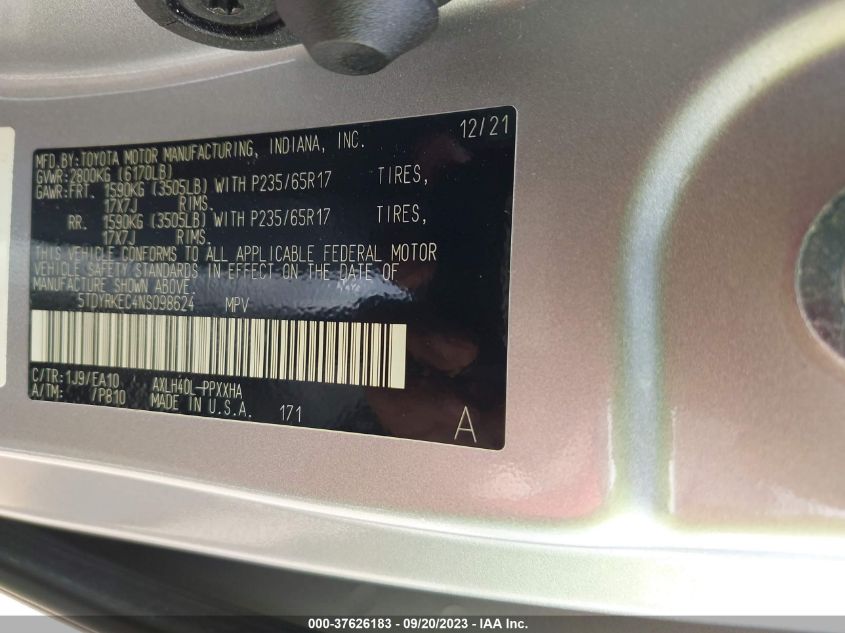 12/21
MFD.BY:TOYOTA MOTOR MANUFACTURING, INDIANA, INC.
GVWR:2800KG (6170LB)
GAWR:FRT. 1590KG (3505LB) WITH P235/65R17 TIRES,
17X7J RIMS.
RR. 1590KG (3505LB) WITH P235/65R17 TIRES,
17X7J RIMS.
THIS VEHICLE CONFORMS TO ALL APPLICABLE FEDERAL MOTOR
VEHICLE SAFETY STANDARDS IN EFFECT ON THE DATE OF
MANUFACTURE SHOWN ABOVE.
5TDYRKEC4NS098624 MPV
C/TR:1J9/EA10 AXLH40L-PPXXHA
A/TM: /P810 MADE IN U.S.A. 171
A
000-37626183 - 09/20/2023 - IAA Inc.